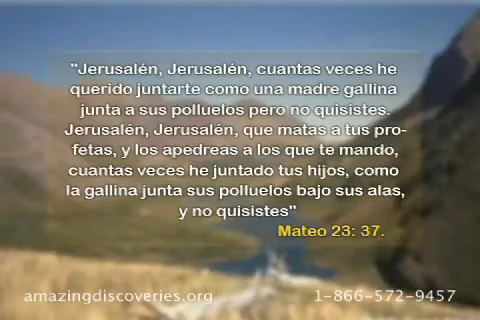 "Jerusalén, Jerusalén, cuantas veces he
querido juntarte como una madre gallina
junta a sus polluelos pero no quisistes.
Jerusalén, Jerusalén, que matas a tus pro-
fetas, y los apedreas a los que te mando,
cuantas veces he juntado tus hijos, como
la gallina junta sus polluelos bajo sus alas,
y no quisistes"
Mateo 23: 37.
amazingdiscoveries.org 1-866-572-9457